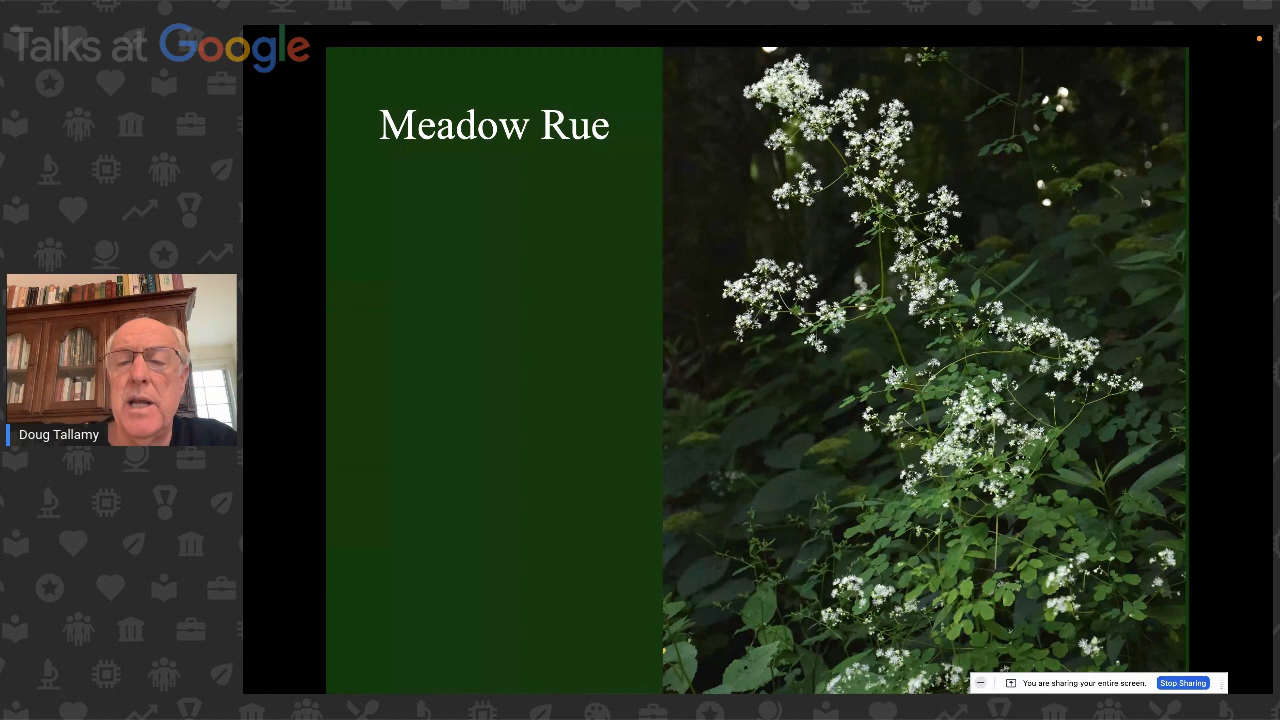 Talks at Google
Meadow Rue
Doug Tallamy
You are sharing your entire screen.
Stop Sharing